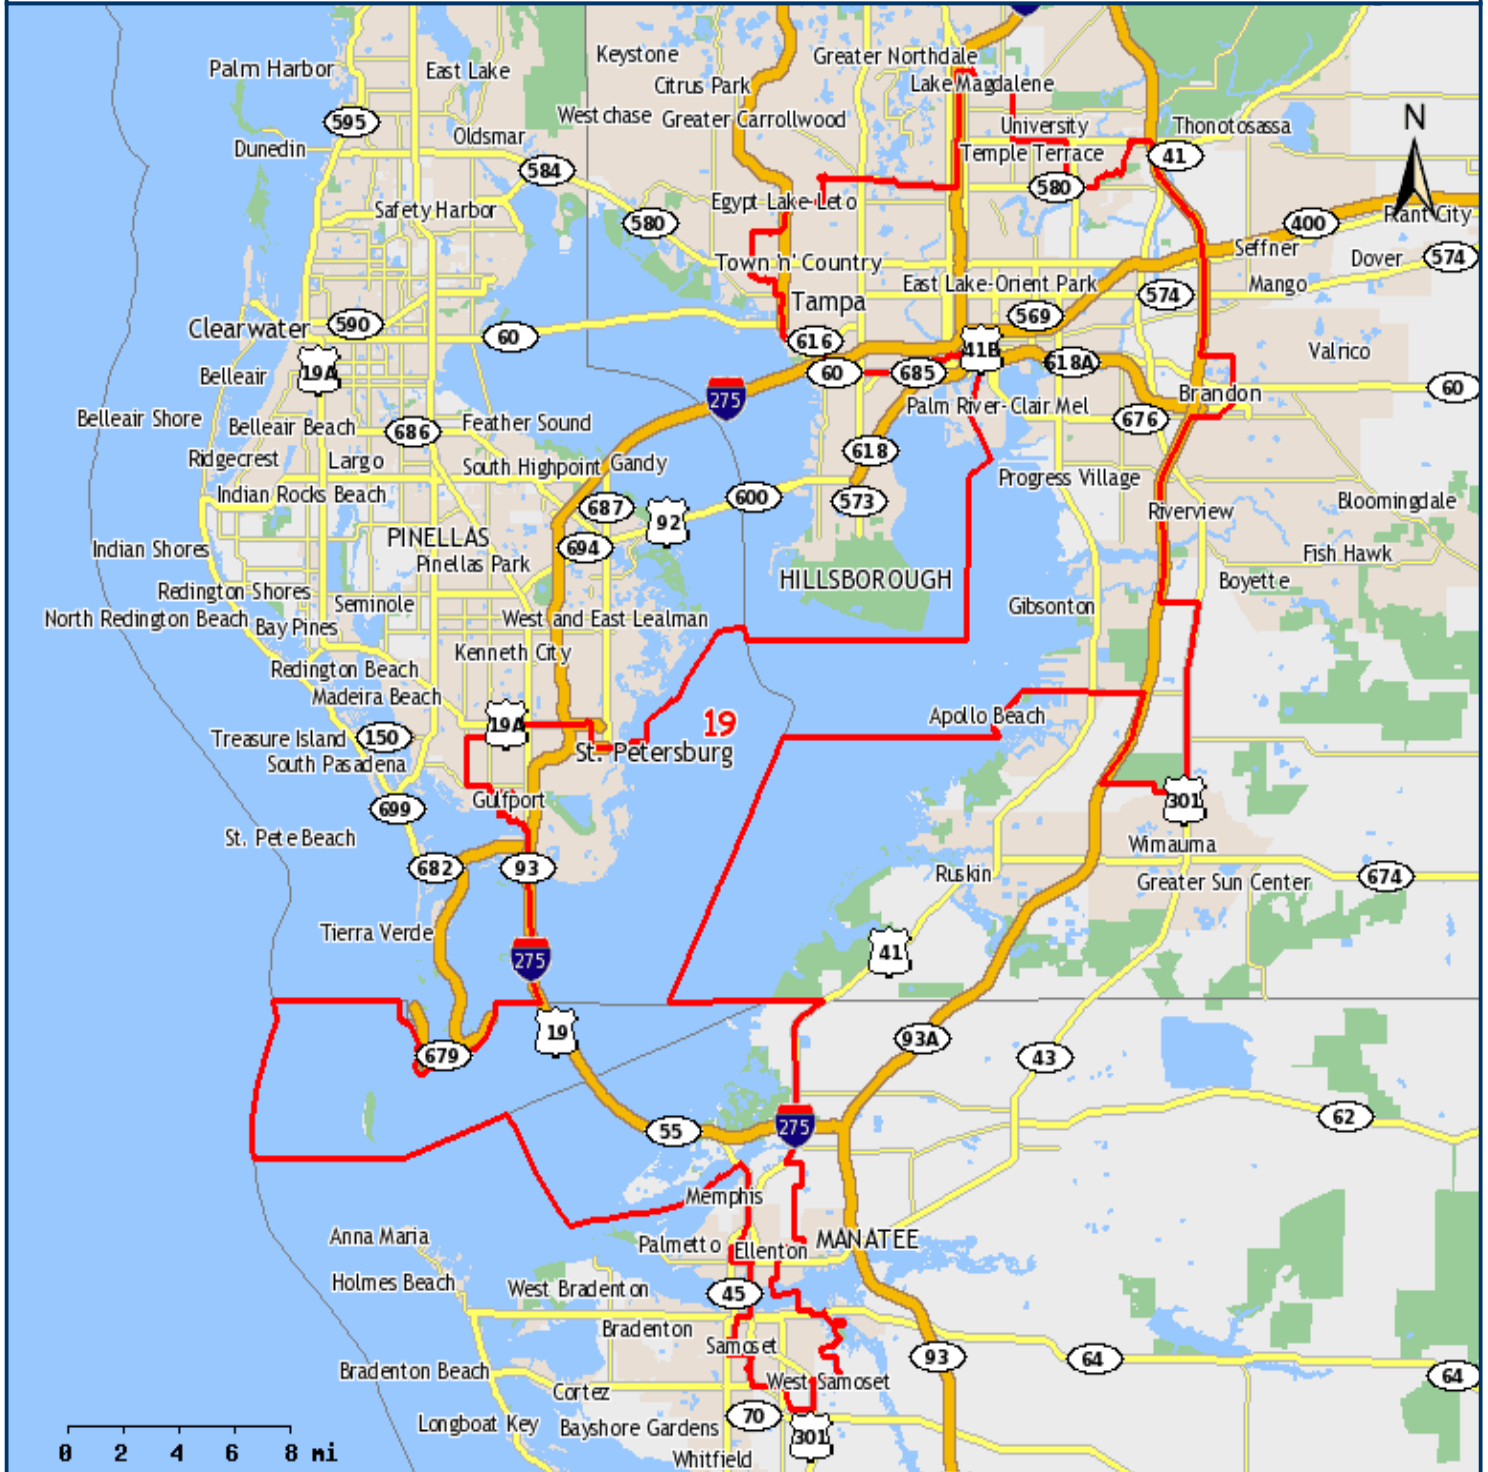 Palm Harbor
East Lake
Keystone
Greater Northdale
Citrus Park
Lake Magdalene
Westchase
Greater Carrollwood
595
University
Thonotosassa
N
Dunedin
Oldsmar
Temple Terrace
41
584
580
Safety Harbor
Egypt Lake-Leto
580
400
Plant City
Seffner
Town 'n' Country
Dover
574
East Lake-Orient Park
Mango
574
Tampa
569
Clearwater
590
60
616
41B
Valrico
19A
Belleair
60
685
618A
60
275
Brandon
Belleair Shore
Belleair Beach
686
Feather Sound
Palm River-Clair Mel
676
Ridgecrest
Largo
South Highpoint
Gandy
618
Progress Village
Indian Rocks Beach
687
600
573
Bloomingdale
92
Riverview
PINELLAS
Indian Shores
694
Fish Hawk
Pinellas Park
HILLSBOROUGH
Boyette
Redington Shores
Seminole
Gibsonton
North Redington Beach
Bay Pines
West and East Lealman
Kenneth City
Redington Beach
Madeira Beach
19A
19
Apollo Beach
Treasure Island
150
St. Petersburg
South Pasadena
Gulfport
301
699
St. Pete Beach
Wimauma
682
93
Ruskin
674
Greater Sun Center
Tierra Verde
275
41
19
93A
679
43
55
275
62
Memphis
Anna Maria
Palmetto
Ellenton
MANATEE
Holmes Beach
West Bradenton
45
Bradenton
Samoset
93
64
Bradenton Beach
64
Cortez
West Samoset
Longboat Key
Bayshore Gardens
70
301
Whitfield
0 2 4 6 8 mi